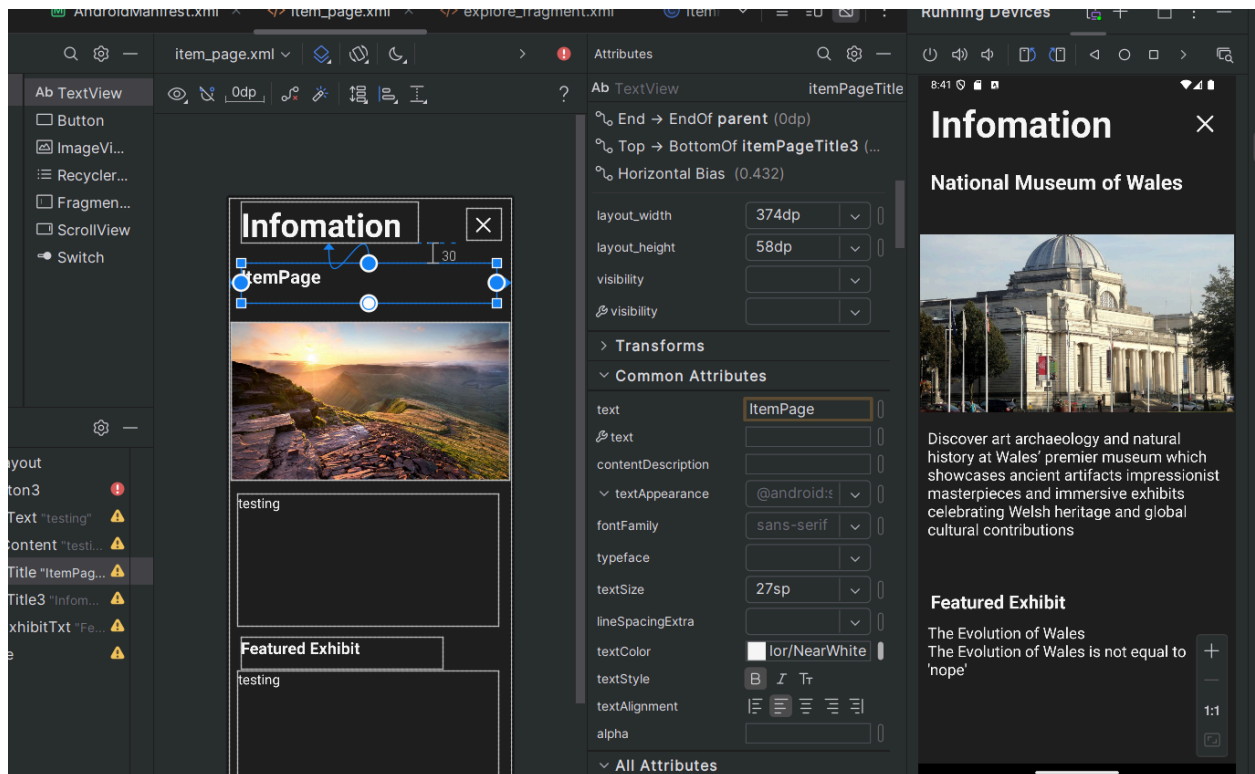 AndroidManifest.xml
item_page.xml
explore_fragment.xml
Running Devices
item_page.xml
Attributes
Ab TextView
Button
ImageVi...
Recycler...
Fragmen...
ScrollView
Switch
0dp
?
Ab TextView
itemPageTitle
End → EndOf parent (0dp)
Top → BottomOf itemPageTitle3 (...
Horizontal Bias (0.432)
layout_width
374dp
layout_height
58dp
visibility
visibility
Transforms
Common Attributes
text
ItemPage
text
contentDescription
textAppearance
@android:s
fontFamily
sans-serif
typeface
textSize
27sp
lineSpacingExtra
textColor
lor/NearWhite
textStyle
B I Tт
textAlignment
alpha
All Attributes
Infomation
30
ItemPage
testing
Featured Exhibit
testing
ayout
ton3
Text "testing"
Content "testi...
Title "ItemPag...
Title3 "Infom...
xhibitTxt "Fe...
e
8:41
Infomation
National Museum of Wales
Discover art archaeology and natural
history at Wales' premier museum which
showcases ancient artifacts impressionist
masterpieces and immersive exhibits
celebrating Welsh heritage and global
cultural contributions
Featured Exhibit
The Evolution of Wales
The Evolution of Wales is not equal to
'nope'
1:1